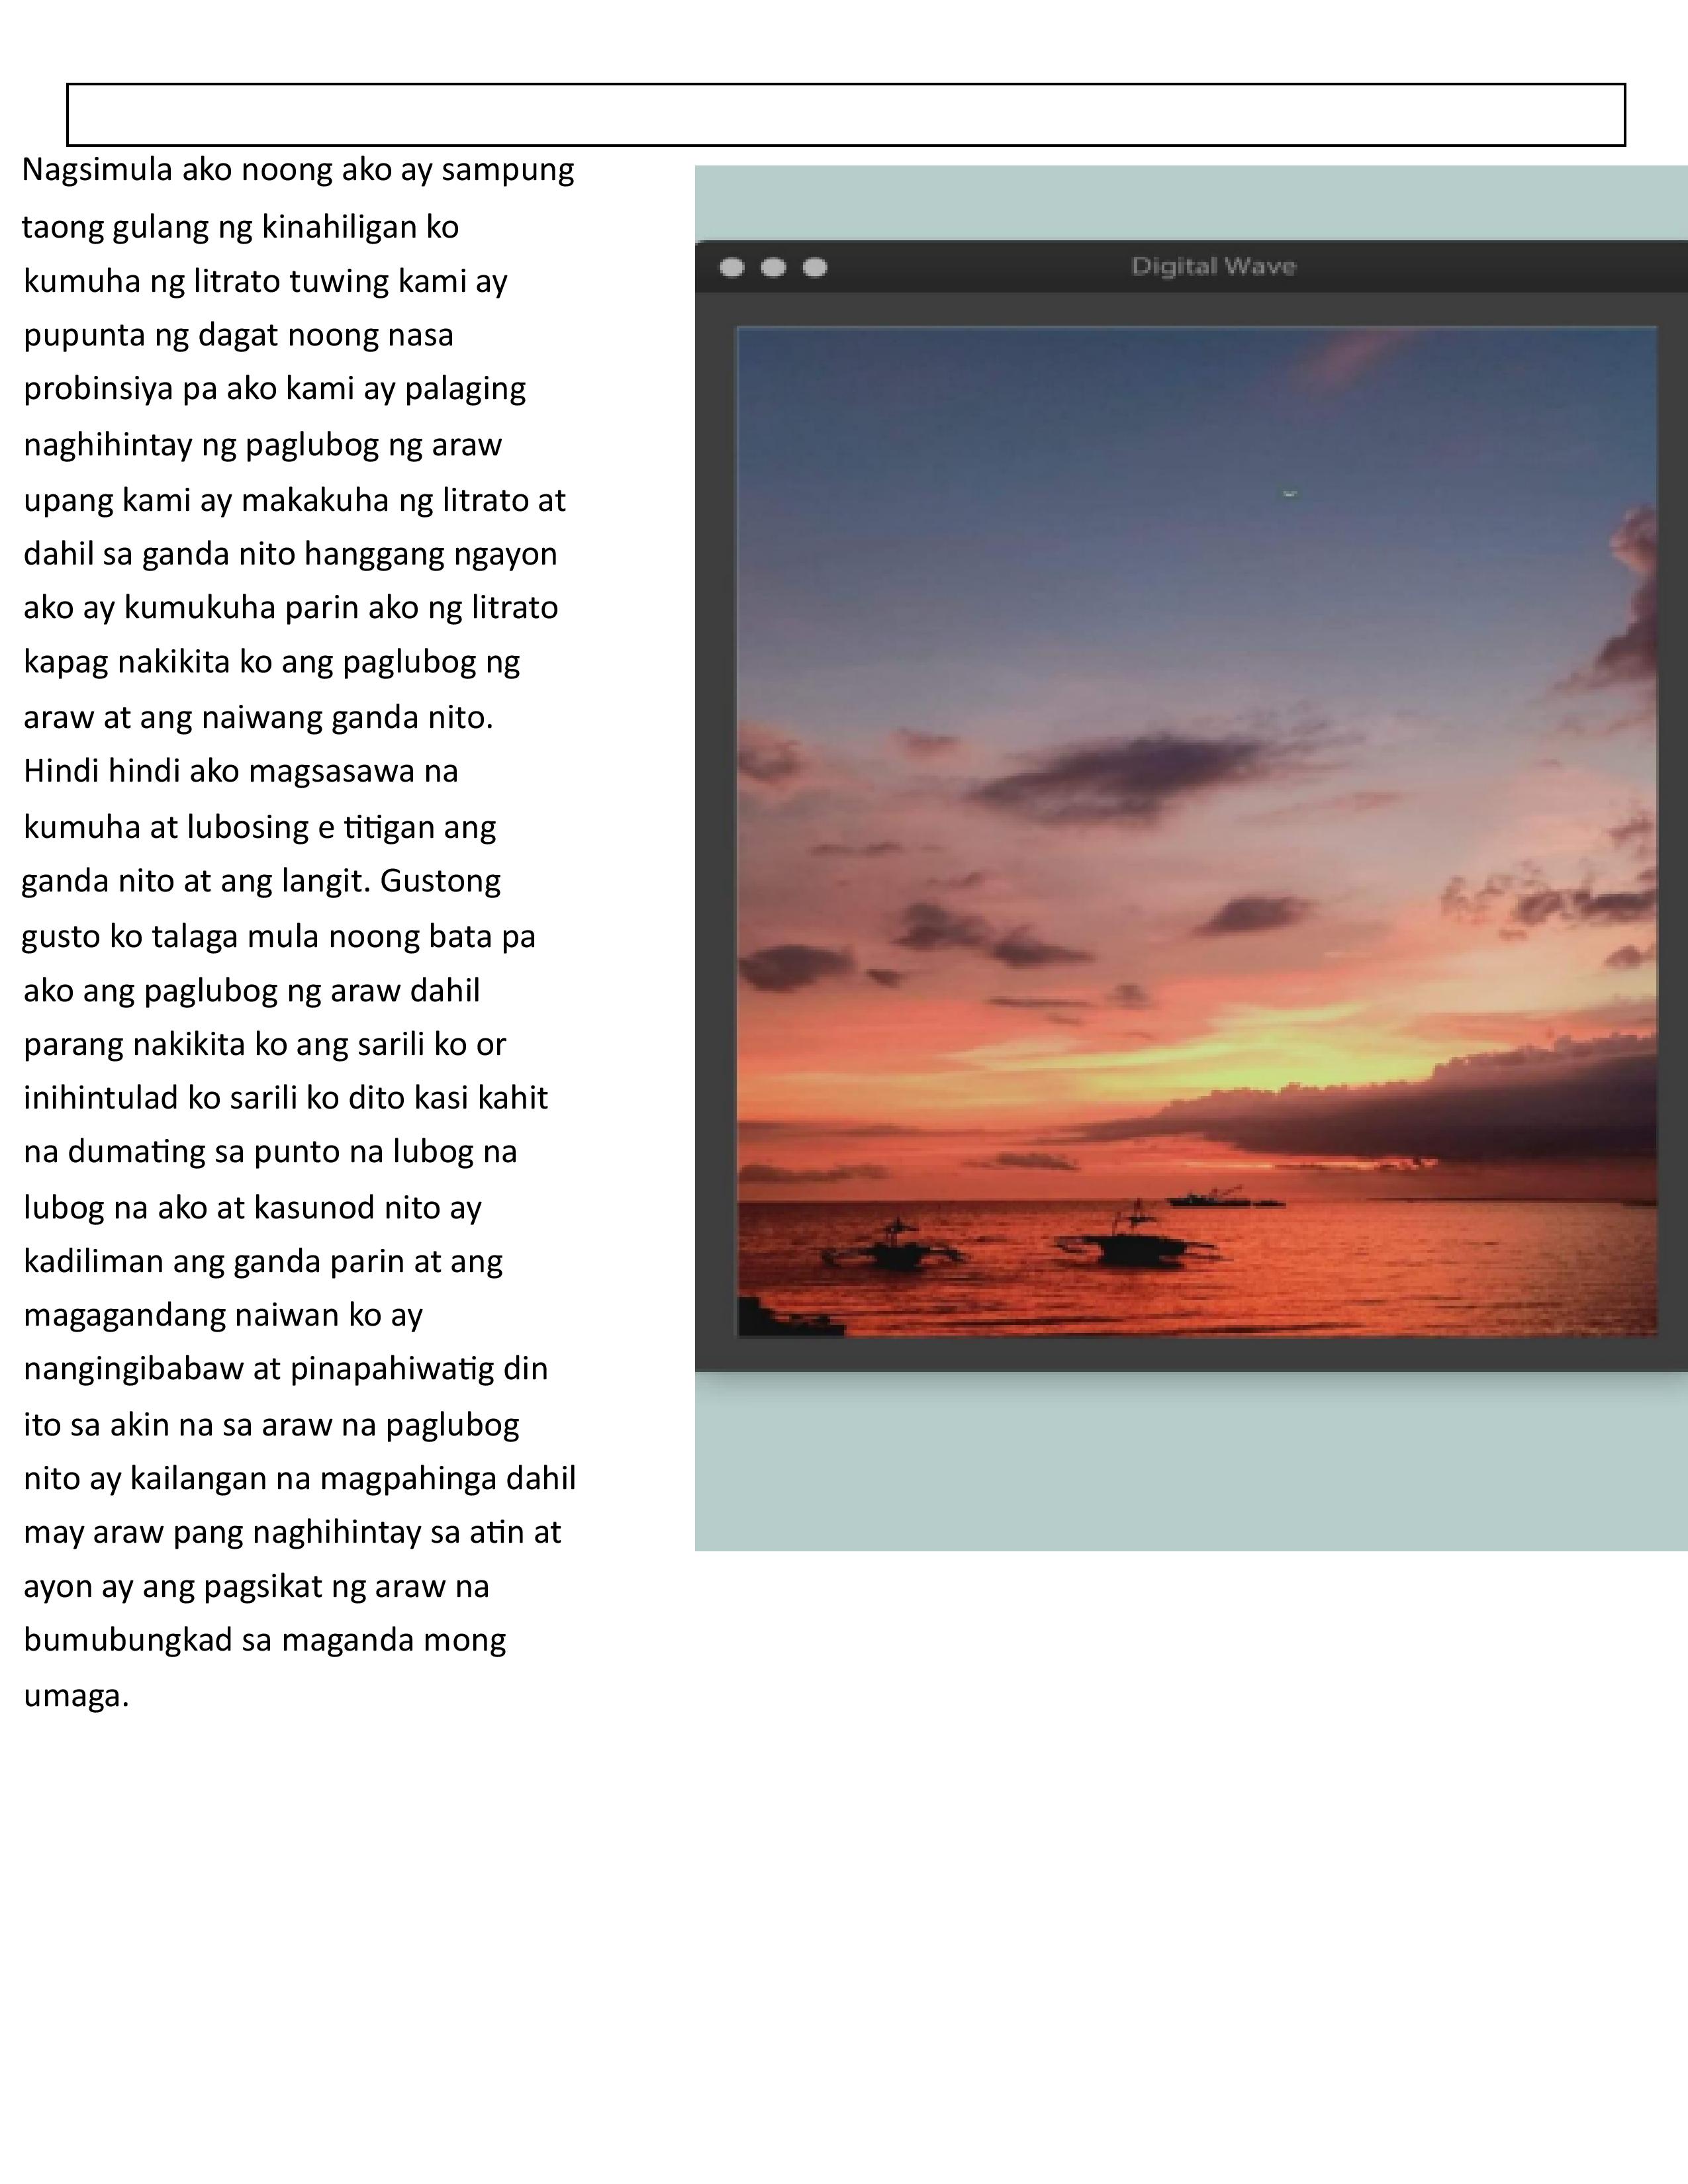 Nagsimula ako noong ako ay sampung
taong gulang ng kinahiligan ko
kumuha ng litrato tuwing kami ay
pupunta ng dagat noong nasa
probinsiya pa ako kami ay palaging
naghihintay ng paglubog ng araw
upang kami ay makakuha ng litrato at
dahil sa ganda nito hanggang ngayon
ako ay kumukuha parin ako ng litrato
kapag nakikita ko ang paglubog ng
araw at ang naiwang ganda nito.
Hindi hindi ako magsasawa na
kumuha at lubosing e titigan ang
ganda nito at ang langit. Gustong
gusto ko talaga mula noong bata pa
ako ang paglubog ng araw dahil
parang nakikita ko ang sarili ko or
inihintulad ko sarili ko dito kasi kahit
na dumating sa punto na lubog na
lubog na ako at kasunod nito ay
kadiliman ang ganda parin at ang
magagandang naiwan ko ay
nangingibabaw at pinapahiwatig din
ito sa akin na sa araw na paglubog
nito ay kailangan na magpahinga dahil
may araw pang naghihintay sa atin at
ayon ay ang pagsikat ng araw na
bumubungkad sa maganda mong
umaga.
Digital Wave